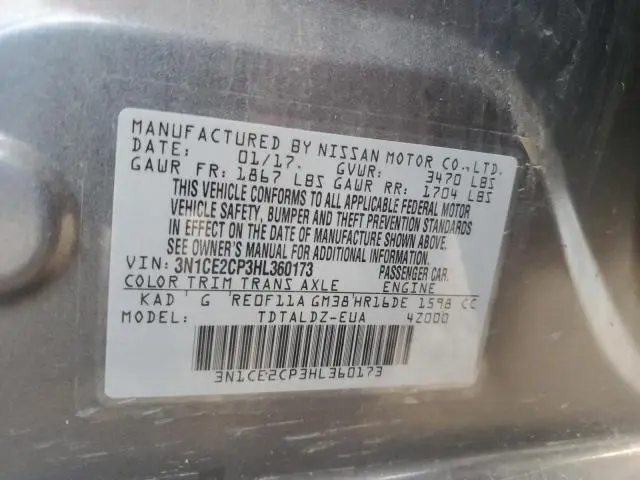 MANUFACTURED BY NISSAN MOTOR CO., LTD.
DATE: 01/17. GVWR: 3470 LBS
GAWR FR: 1867 LBS GAWR RR: 1704 LBS
THIS VEHICLE CONFORMS TO ALL APPLICABLE FEDERAL MOTOR
VEHICLE SAFETY, BUMPER AND THEFT PREVENTION STANDARDS
IN EFFECT ON THE DATE OF MANUFACTURE SHOWN ABOVE.
SEE OWNER'S MANUAL FOR ADDITIONAL INFORMATION.
VIN: 3N1CE2CP3HL360173 PASSENGER CAR.
COLOR TRIM TRANS AXLE ENGINE
KAD G RE0F11A GM38 HR16DE 1598 CC
MODEL: TDTALDZ-EUA 4Z000
3N1CE2CP3HL360173